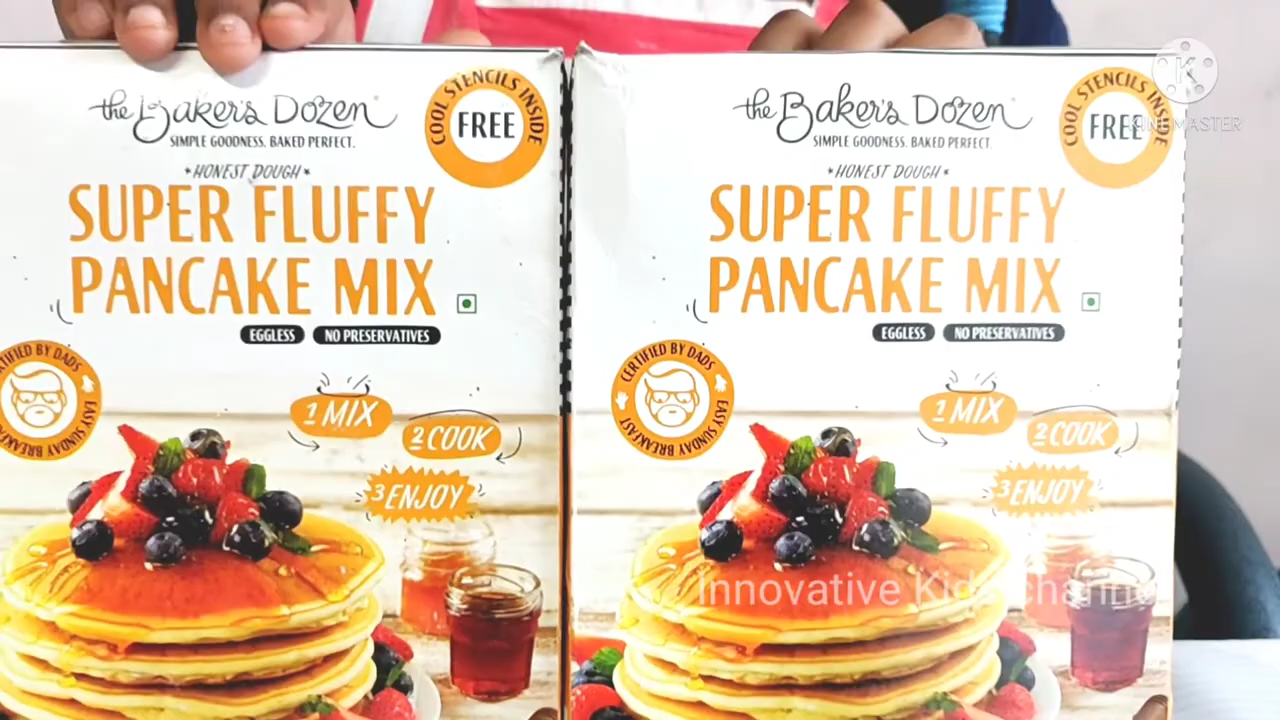 the Baker's Dozen
SIMPLE GOODNESS. BAKED PERFECT.
COOL STENCILS INSIDE
FREE
HONEST DOUGH
SUPER FLUFFY
PANCAKE MIX
EGGLESS NO PRESERVATIVES
CERTIFIED BY DADS
EASY SUNDAY BREAKFAST
1 MIX
2 COOK
3 ENJOY
the Baker's Dozen
SIMPLE GOODNESS. BAKED PERFECT.
COOL STENCILS INSIDE
FREE
K
KINEMASTER
HONEST DOUGH
SUPER FLUFFY
PANCAKE MIX
EGGLESS NO PRESERVATIVES
CERTIFIED BY DADS
EASY SUNDAY BREAKFAST
1 MIX
2 COOK
3 ENJOY
Innovative Kids Channel